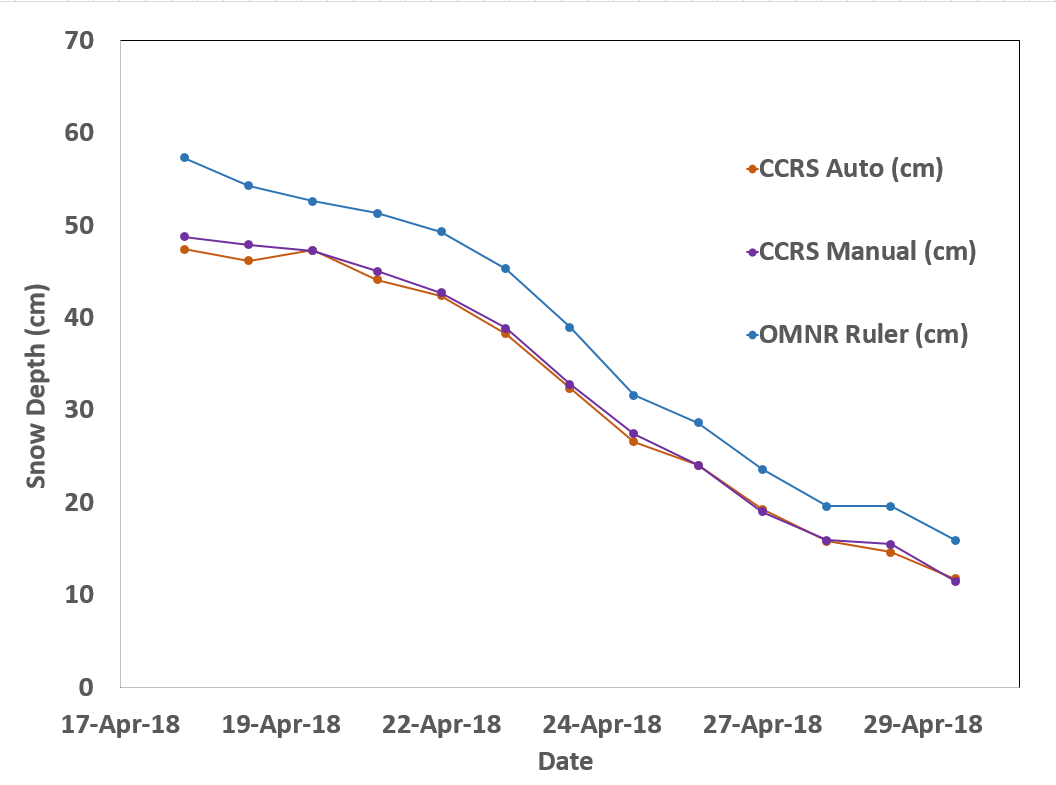 70
60
50
40
30
20
10
0
Snow Depth (cm)
CCRS Auto (cm)
CCRS Manual (cm)
OMNR Ruler (cm)
17-Apr-18 19-Apr-18 22-Apr-18 24-Apr-18 27-Apr-18 29-Apr-18
Date